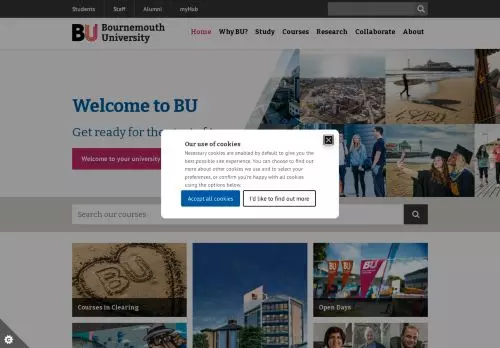 Students Staff Alumni myHub
BU Bournemouth University
Home Why BU? Study Courses Research Collaborate About
Welcome to BU
Get ready for the
Welcome to your university
Our use of cookies
Necessary cookies are enabled by default to give you the
best possible site experience. You can choose to find out
more about other cookies we use and to select your
preferences, or confirm you're happy with all cookies
using the options below.
Accept all cookies I'd like to find out more
Search our courses
BU
Courses in Clearing
Open Days